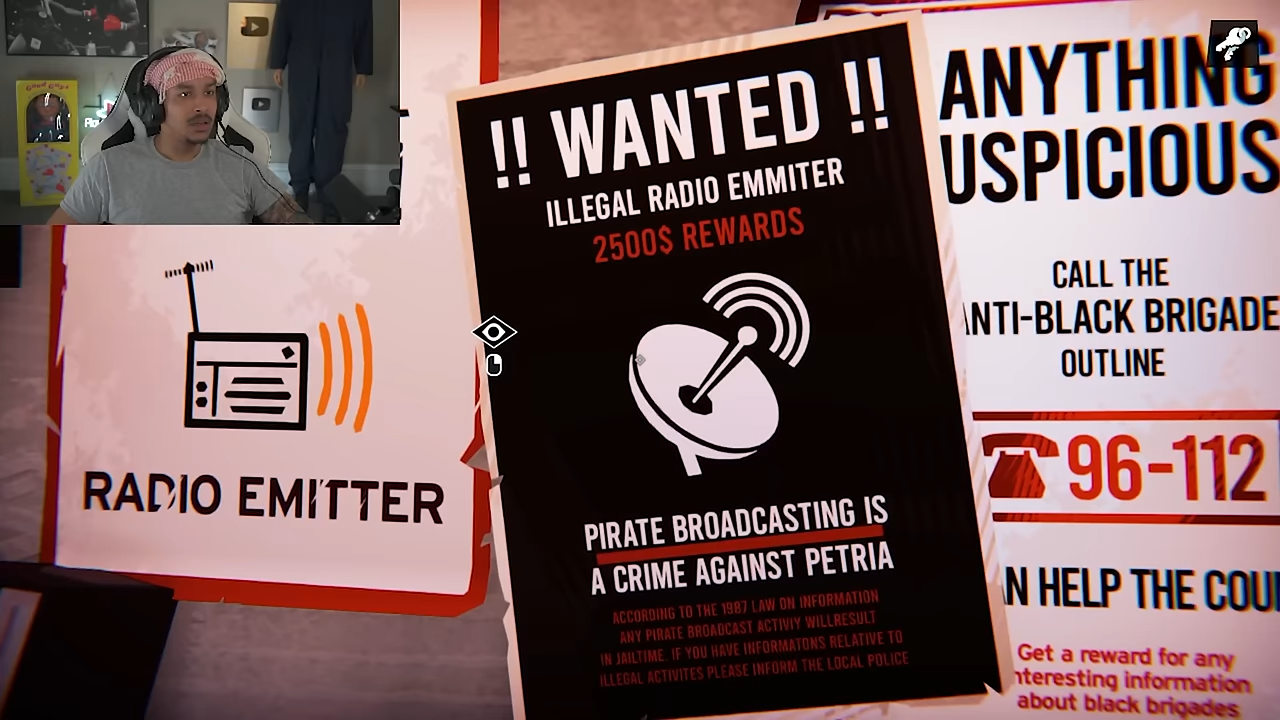 RADIO EMITTER
!! WANTED !!
ILLEGAL RADIO EMMITER
2500$ REWARDS
PIRATE BROADCASTING IS
A CRIME AGAINST PETRIA
ACCORDING TO THE 1987 LAW ON INFORMATION
ANY PIRATE BROADCAST ACTIVIY WILLRESULT
IN JAILTIME. IF YOU HAVE INFORMATONS RELATIVE TO
ILLEGAL ACTIVITES PLEASE INFORM THE LOCAL POLICE
ANYTHING
USPICIOUS
CALL THE
NTI-BLACK BRIGADE
OUTLINE
96-112
N HELP THE COU
Get a reward for any
nteresting information
about black brigades